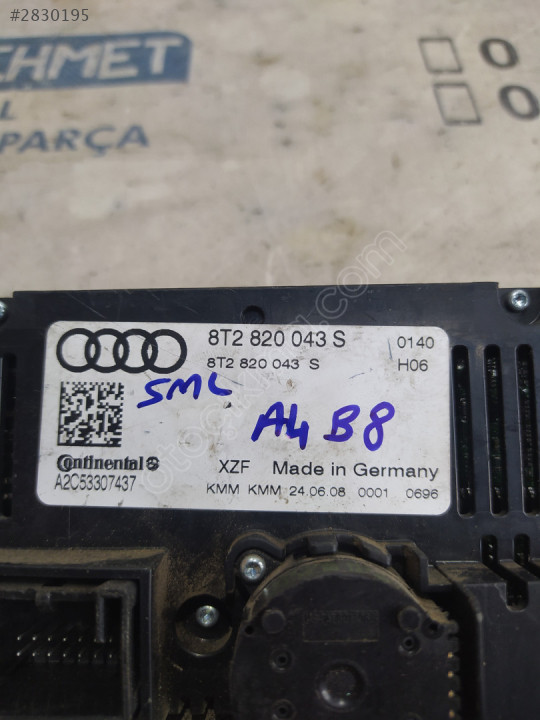 #2830195
CHMET
PARÇA
O
O
8T2 820 043 S
0140
8T2 820 043 S
H06
SML
A4 B8
Continental
XZF Made in Germany
A2C53307437
KMM KMM 24.06.08 0001 0696